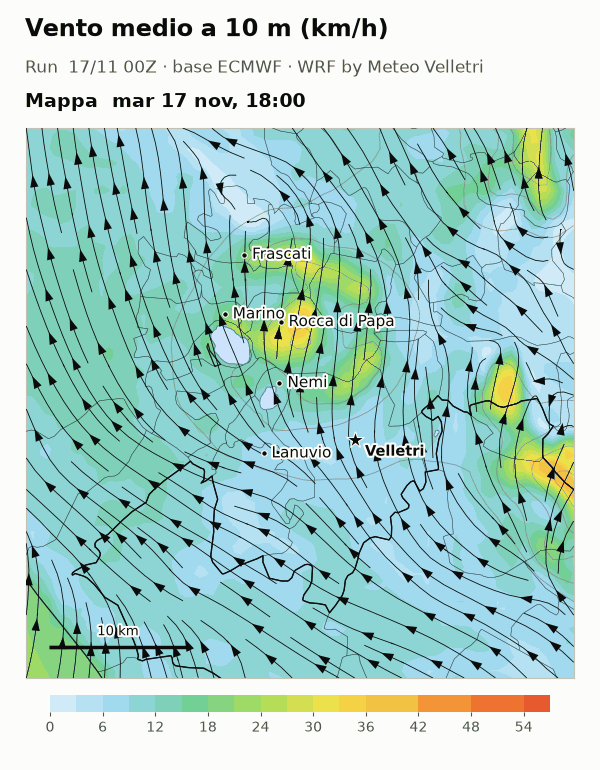 Vento medio a 10 m (km/h)
Run 17/11 00Z · base ECMWF · WRF by Meteo Velletri
Mappa mar 17 nov, 18:00
Frascati
Marino
Rocca di Papa
Nemi
Velletri
Lanuvio
10 km
0 6 12 18 24 30 36 42 48 54